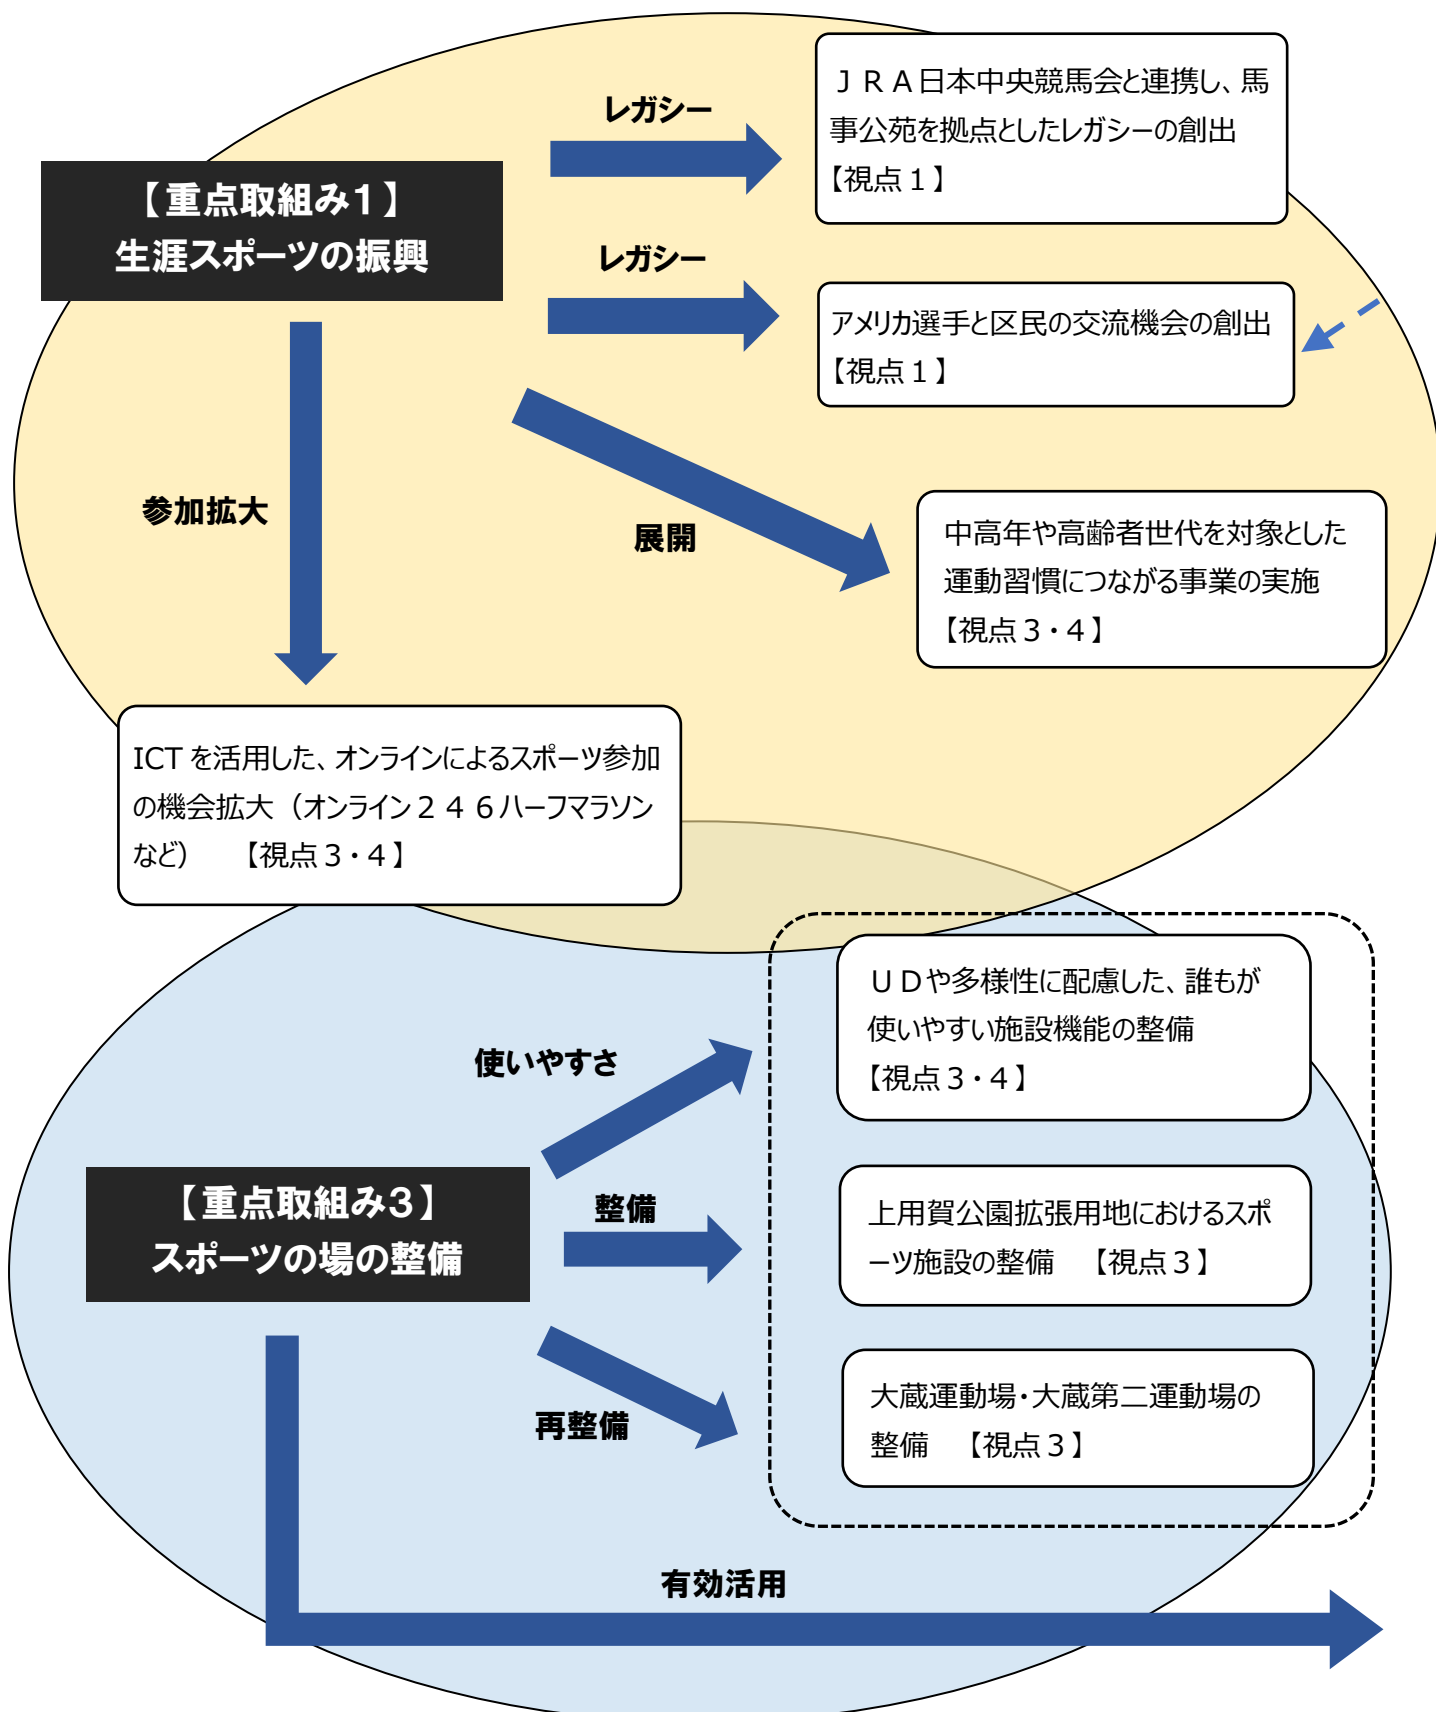 レガシー
ＪＲＡ日本中央競馬会と連携し、馬
事公苑を拠点としたレガシーの創出
【視点１】
【重点取組み１】
生涯スポーツの振興
レガシー
アメリカ選手と区民の交流機会の創出
【視点１】
参加拡大
展開
中高年や高齢者世代を対象とした
運動習慣につながる事業の実施
【視点３・４】
ICT を活用した、オンラインによるスポーツ参加
の機会拡大（オンライン２４６ハーフマラソン
など）　【視点３・４】
使いやすさ
ＵＤや多様性に配慮した、誰もが
使いやすい施設機能の整備
【視点３・４】
【重点取組み３】
スポーツの場の整備
整備
上用賀公園拡張用地におけるスポ
ーツ施設の整備　【視点３】
再整備
大蔵運動場・大蔵第二運動場の
整備　【視点３】
有効活用